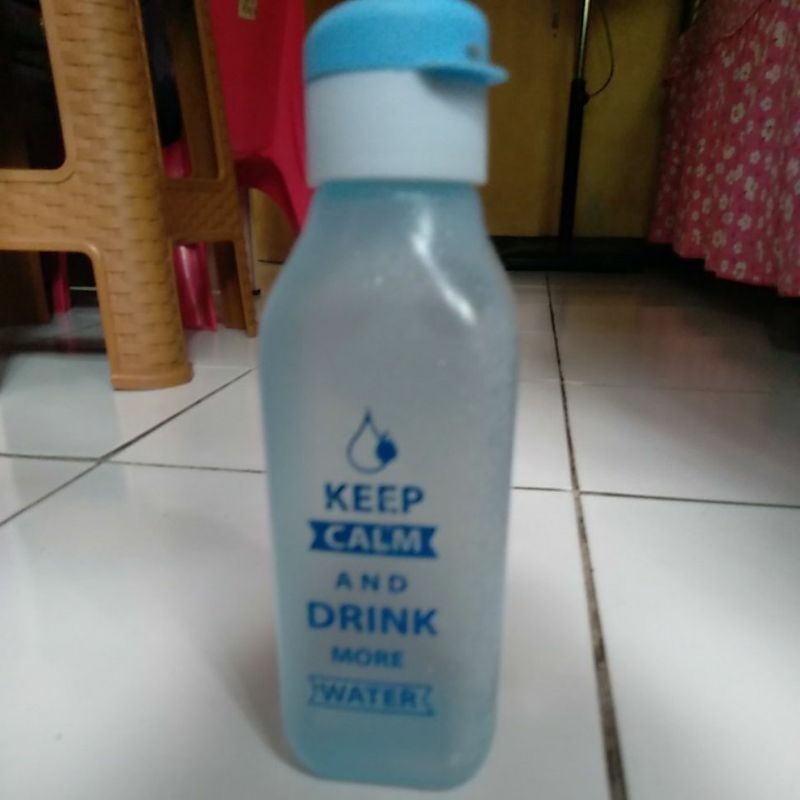 KEEP
CALM
AND
DRINK
MORE
WATER